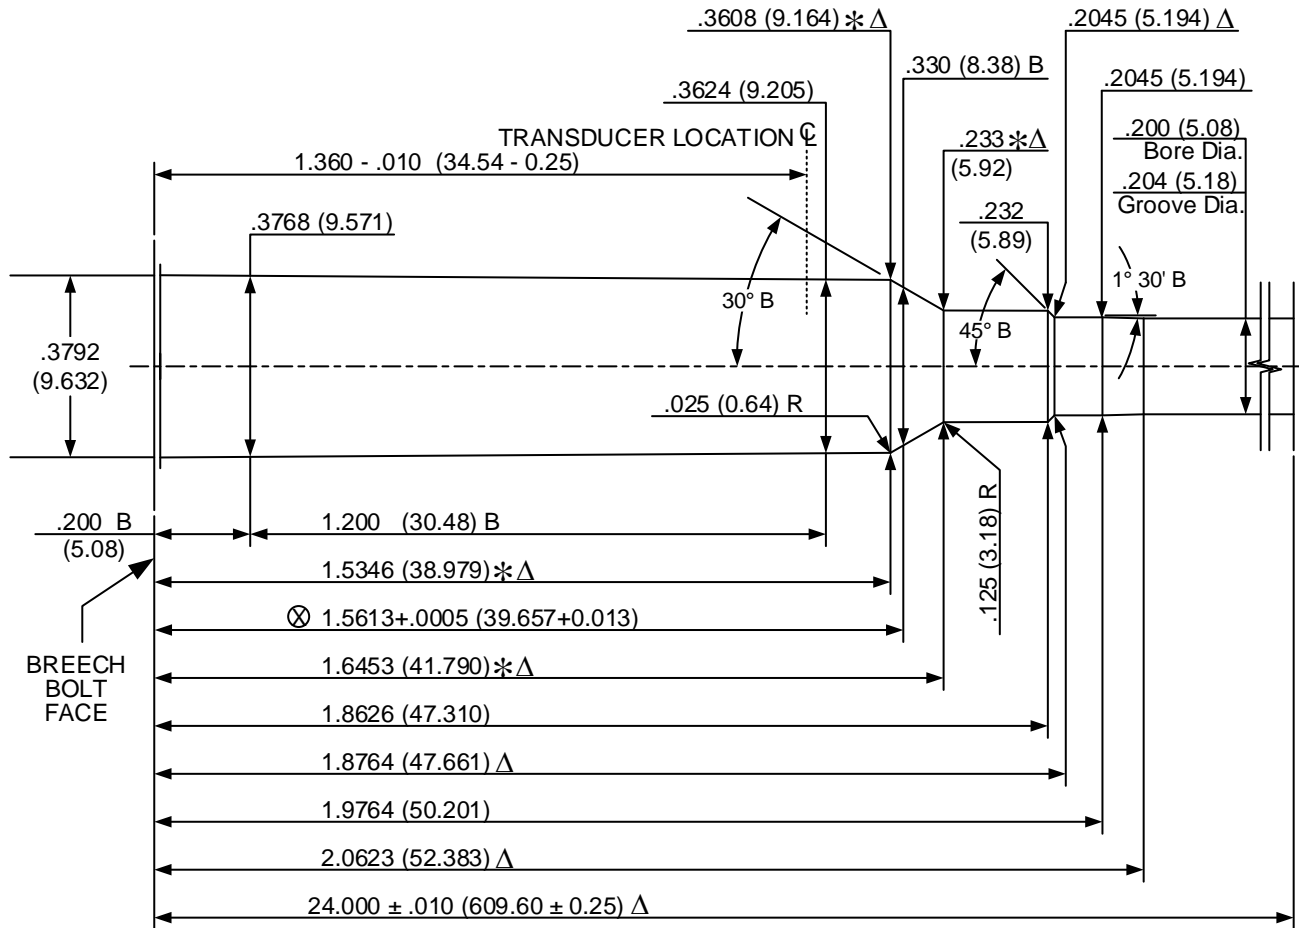 .3608 (9.164) ✻ Δ
.2045 (5.194) Δ
.330 (8.38) B
.3624 (9.205)
.2045 (5.194)
TRANSDUCER LOCATION ℄
.200 (5.08)
Bore Dia.
1.360 - .010 (34.54 - 0.25)
.233 ✻ Δ
(5.92)
.204 (5.18)
Groove Dia.
.3768 (9.571)
.232
(5.89)
1° 30' B
30° B
45° B
.3792
(9.632)
.025 (0.64) R
.125 (3.18) R
.200 B
(5.08)
1.200 (30.48) B
1.5346 (38.979) ✻ Δ
⊗ 1.5613+.0005 (39.657+0.013)
BREECH
BOLT
FACE
1.6453 (41.790) ✻ Δ
1.8626 (47.310)
1.8764 (47.661) Δ
1.9764 (50.201)
2.0623 (52.383) Δ
24.000 ± .010 (609.60 ± 0.25) Δ